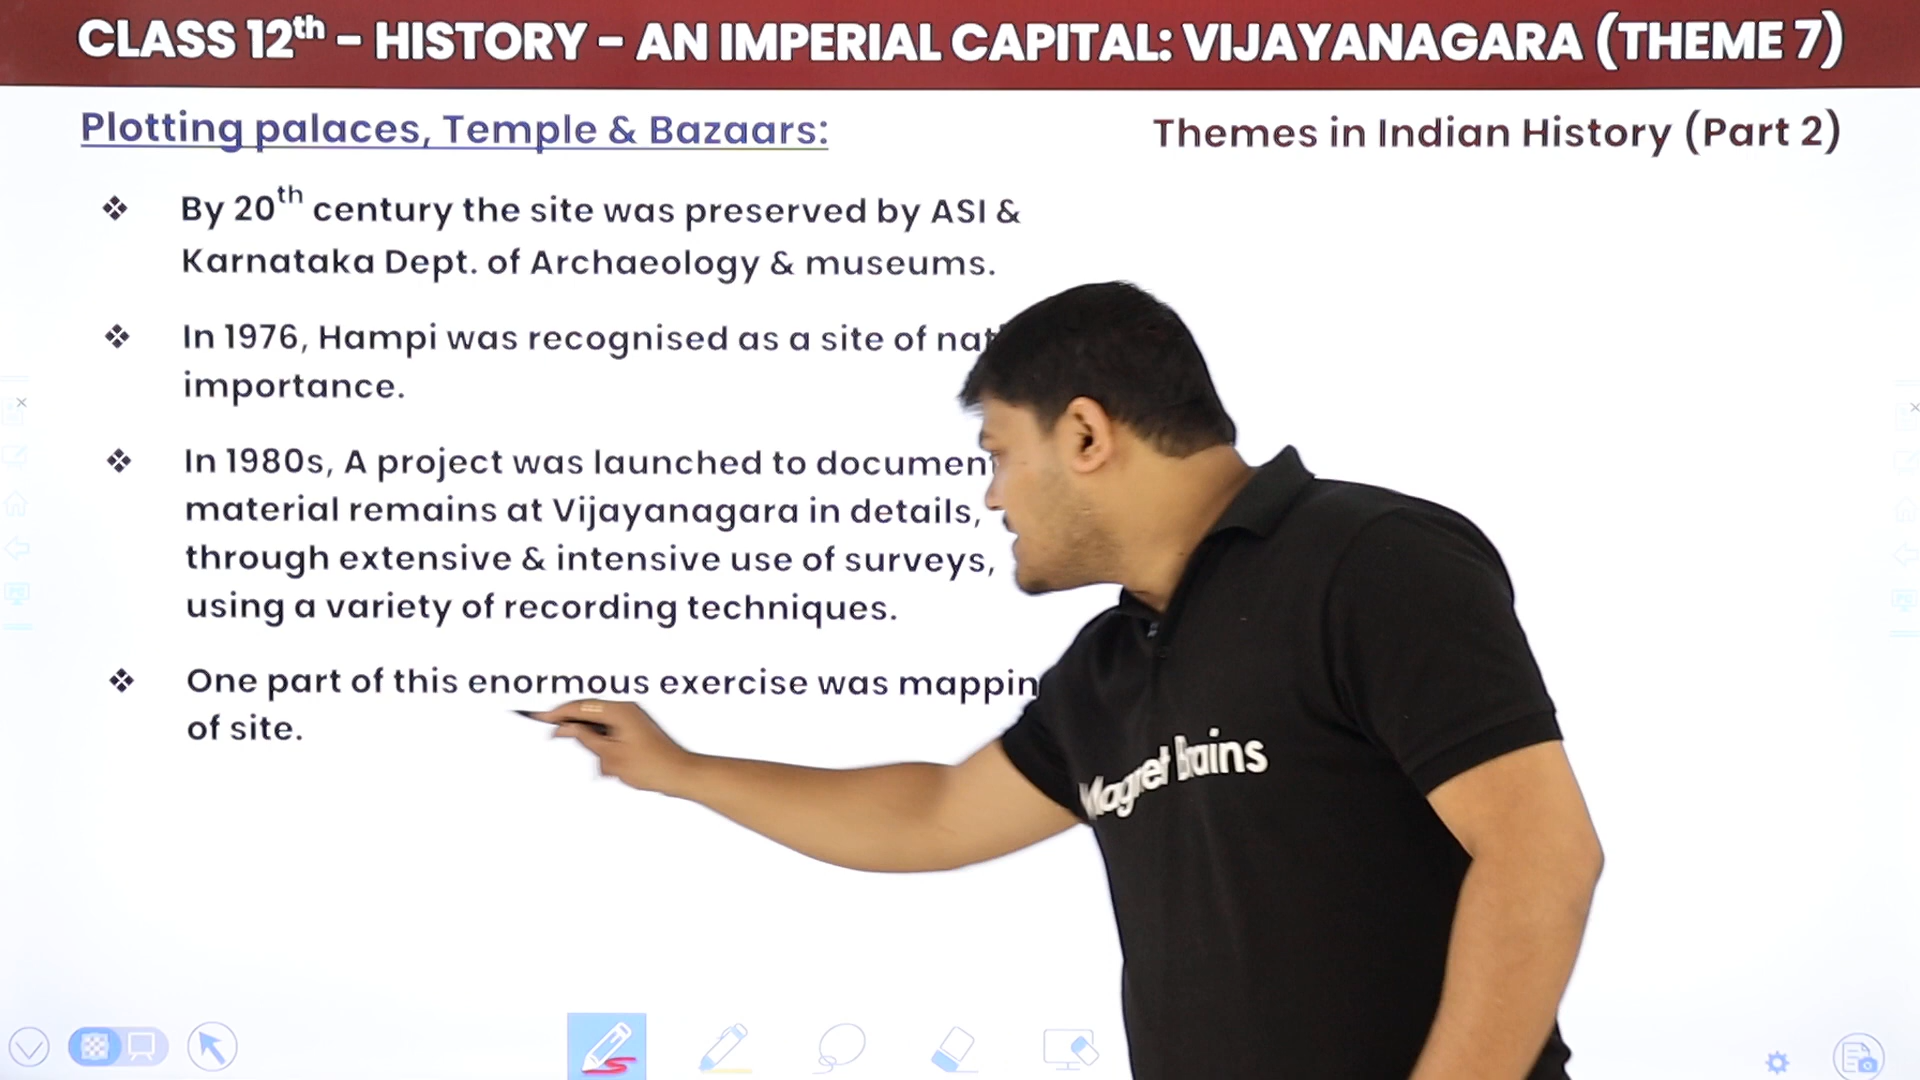 CLASS 12th - HISTORY - AN IMPERIAL CAPITAL: VIJAYANAGARA (THEME 7)
Plotting palaces, Temple & Bazaars:
Themes in Indian History (Part 2)
By 20th century the site was preserved by ASI &
Karnataka Dept. of Archaeology & museums.
In 1976, Hampi was recognised as a site of
importance.
In 1980s, A project was launched to document
material remains at Vijayanagara in details,
through extensive & intensive use of surveys,
using a variety of recording techniques.
One part of this enormous exercise was
of site.
Magnet Brains